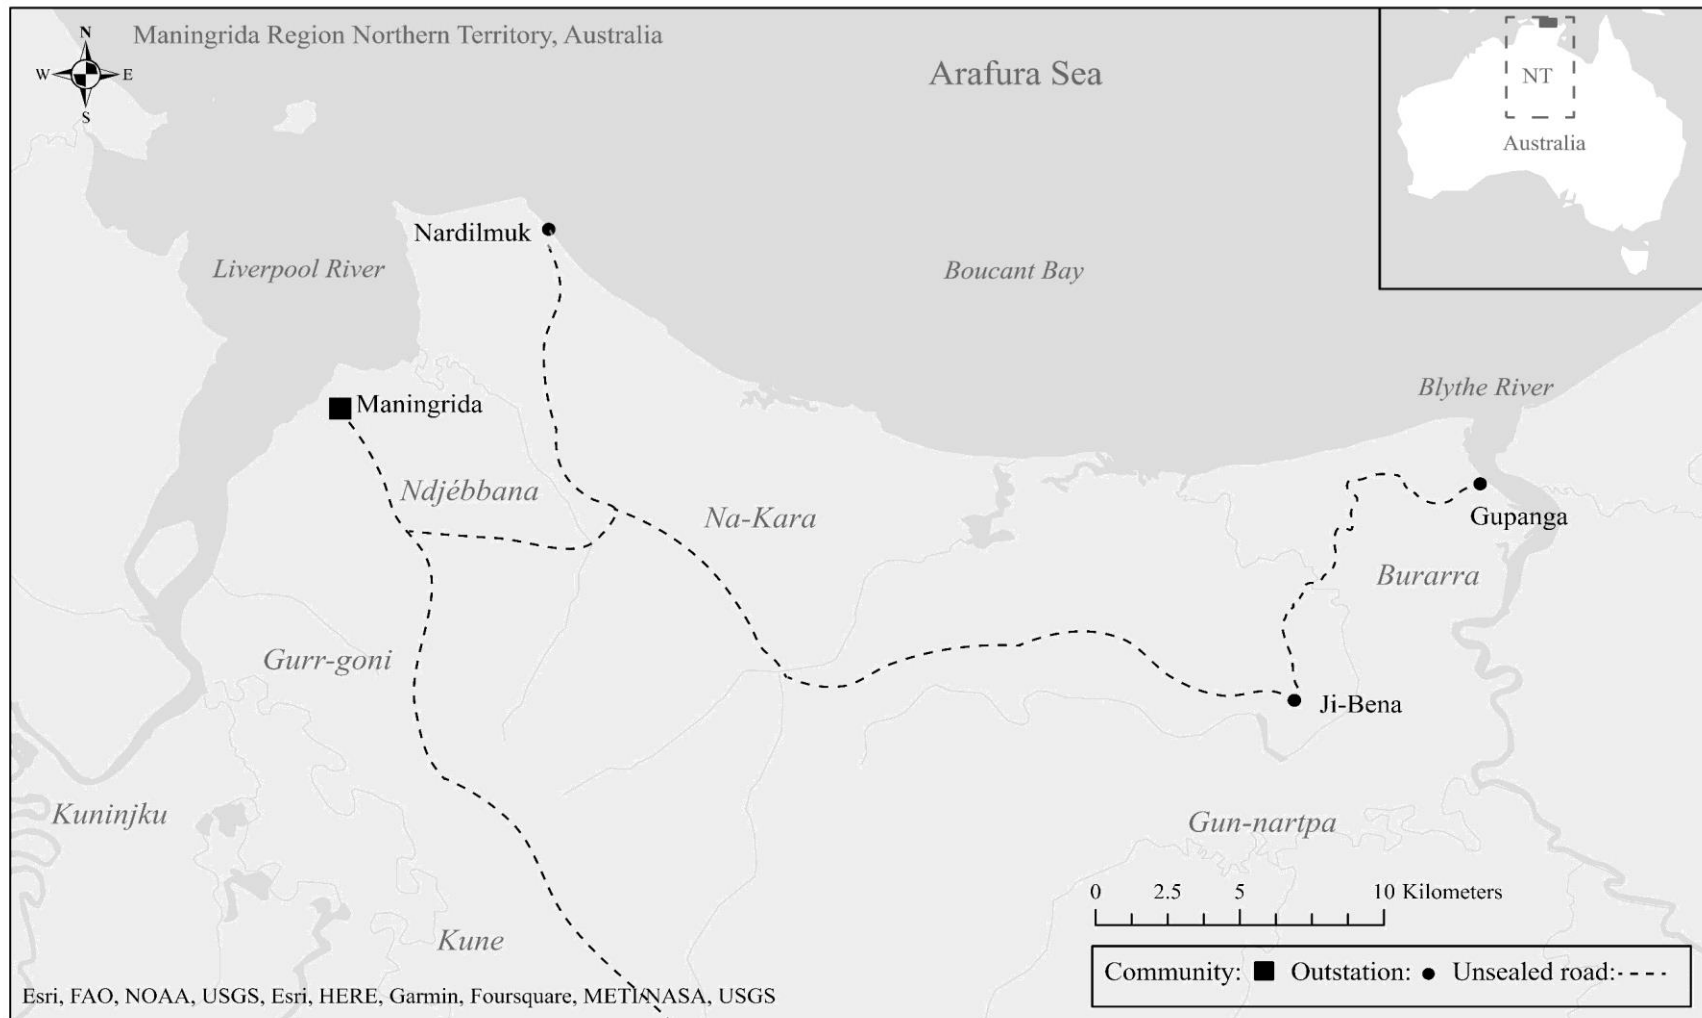 Maningrida Region Northern Territory, Australia
N
W
E
S
Arafura Sea
NT
Australia
Nardilmuk
Liverpool River
Boucant Bay
Blythe River
Maningrida
Ndjébbana
Na-Kara
Gupanga
Burarra
Gurr-goni
Ji-Bena
Kuninjku
Gun-nartpa
Kune
0 2.5 5 10 Kilometers
Community: Outstation: Unsealed road:
Esri, FAO, NOAA, USGS, Esri, HERE, Garmin, Foursquare, METI/NASA, USGS